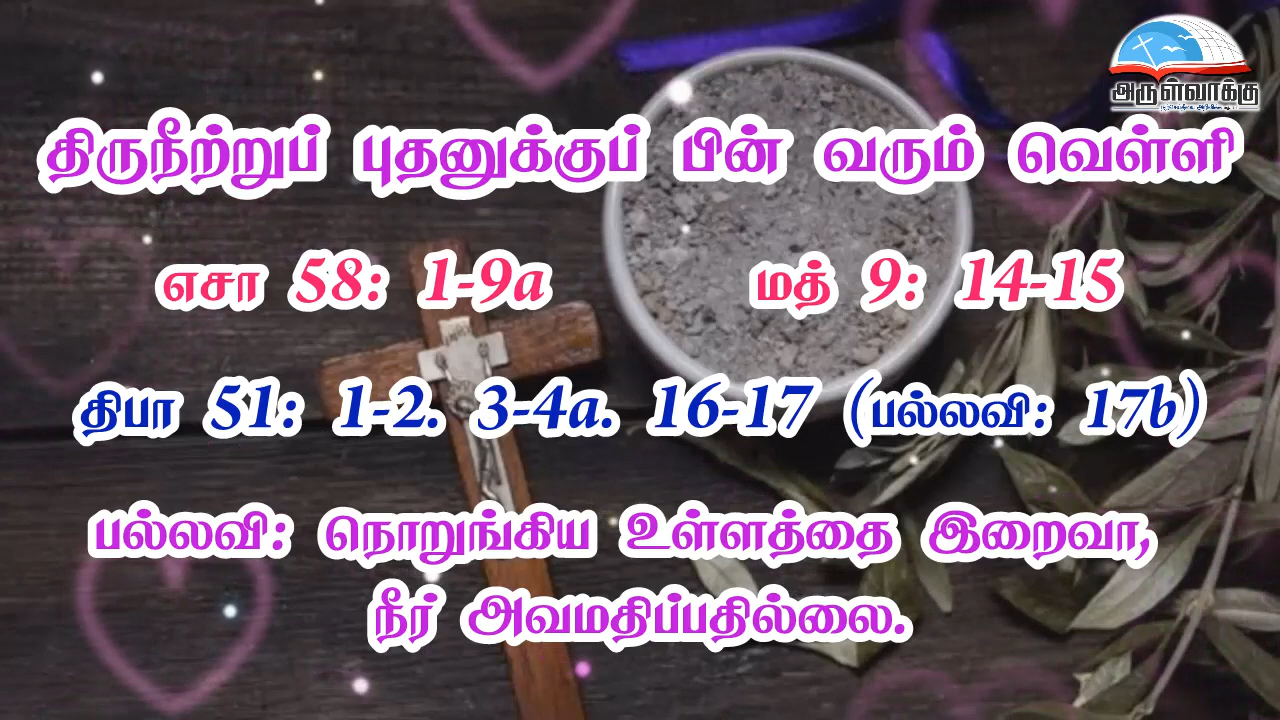 அருள்வாக்கு
திருநீற்றுப் புதனுக்குப் பின் வரும் வெள்ளி
எசா 58: 1-9a மத் 9: 14-15
திபா 51: 1-2. 3-4a. 16-17 (பல்லவி: 17b)
பல்லவி: நொறுங்கிய உள்ளத்தை இறைவா,
நீர் அவமதிப்பதில்லை.